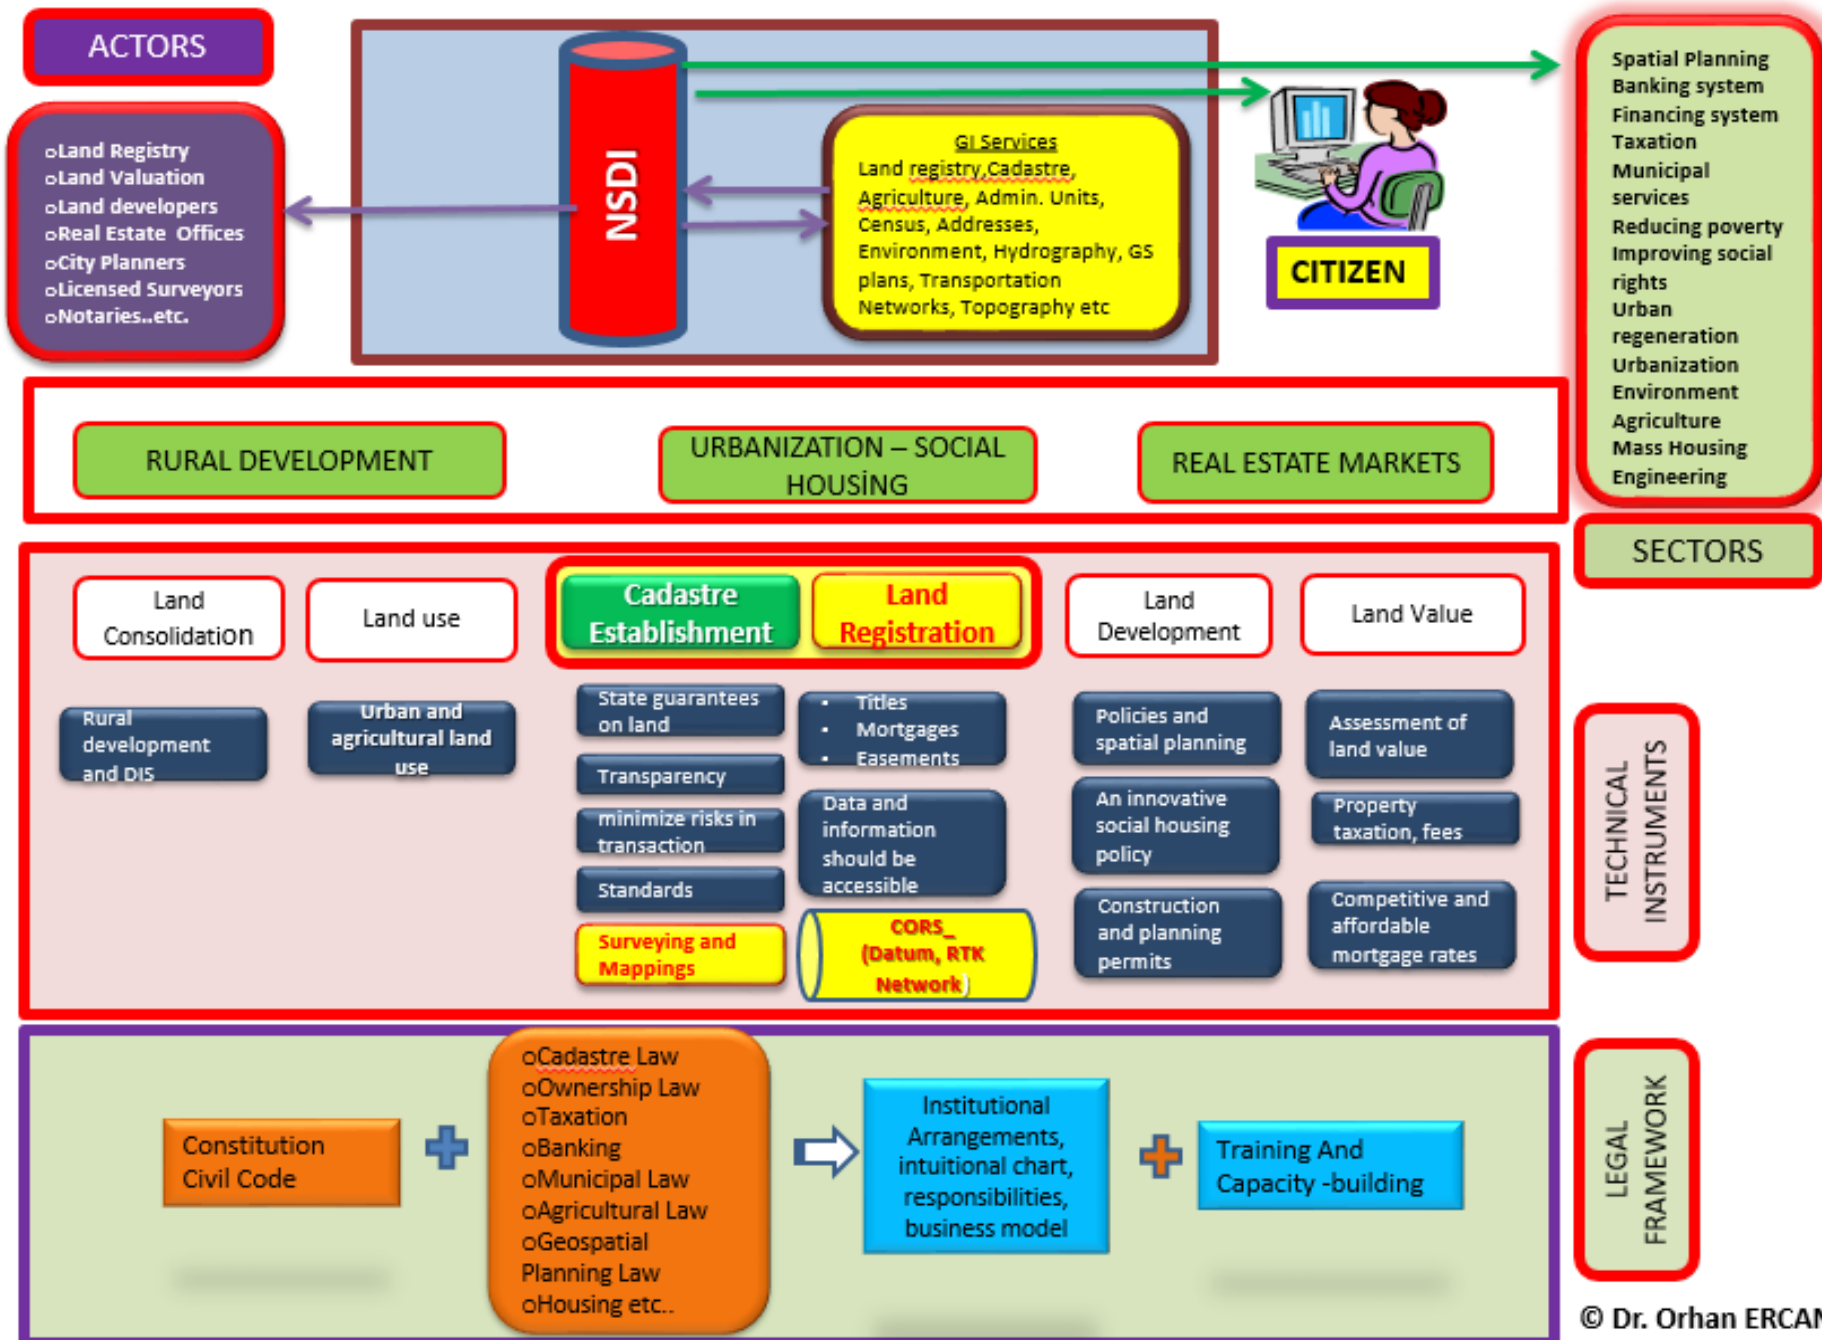 ACTORS
oLand Registry
oLand Valuation
oLand developers
oReal Estate Offices
oCity Planners
oLicensed Surveyors
oNotaries..etc.
NSDI
GI Services
Land registry,Cadastre,
Agriculture, Admin. Units,
Census, Addresses,
Environment, Hydrography, GS
plans, Transportation
Networks, Topography etc
CITIZEN
Spatial Planning
Banking system
Financing system
Taxation
Municipal
services
Reducing poverty
Improving social
rights
Urban
regeneration
Urbanization
Environment
Agriculture
Mass Housing
Engineering
SECTORS
RURAL DEVELOPMENT
URBANIZATION – SOCIAL
HOUSİNG
REAL ESTATE MARKETS
Land
Consolidation
Land use
Cadastre
Establishment
Land
Registration
Land
Development
Land Value
Rural
development
and DIS
Urban and
agricultural land
use
State guarantees
on land
Transparency
minimize risks in
transaction
Standards
Surveying and
Mappings
▪ Titles
▪ Mortgages
▪ Easements
Data and
information
should be
accessible
CORS_
(Datum, RTK
Network)
Policies and
spatial planning
An innovative
social housing
policy
Construction
and planning
permits
Assessment of
land value
Property
taxation, fees
Competitive and
affordable
mortgage rates
TECHNICAL
INSTRUMENTS
Constitution
Civil Code
oCadastre Law
oOwnership Law
oTaxation
oBanking
oMunicipal Law
oAgricultural Law
oGeospatial
Planning Law
oHousing etc..
Institutional
Arrangements,
intuitional chart,
responsibilities,
business model
Training And
Capacity -building
LEGAL
FRAMEWORK
© Dr. Orhan ERCAN